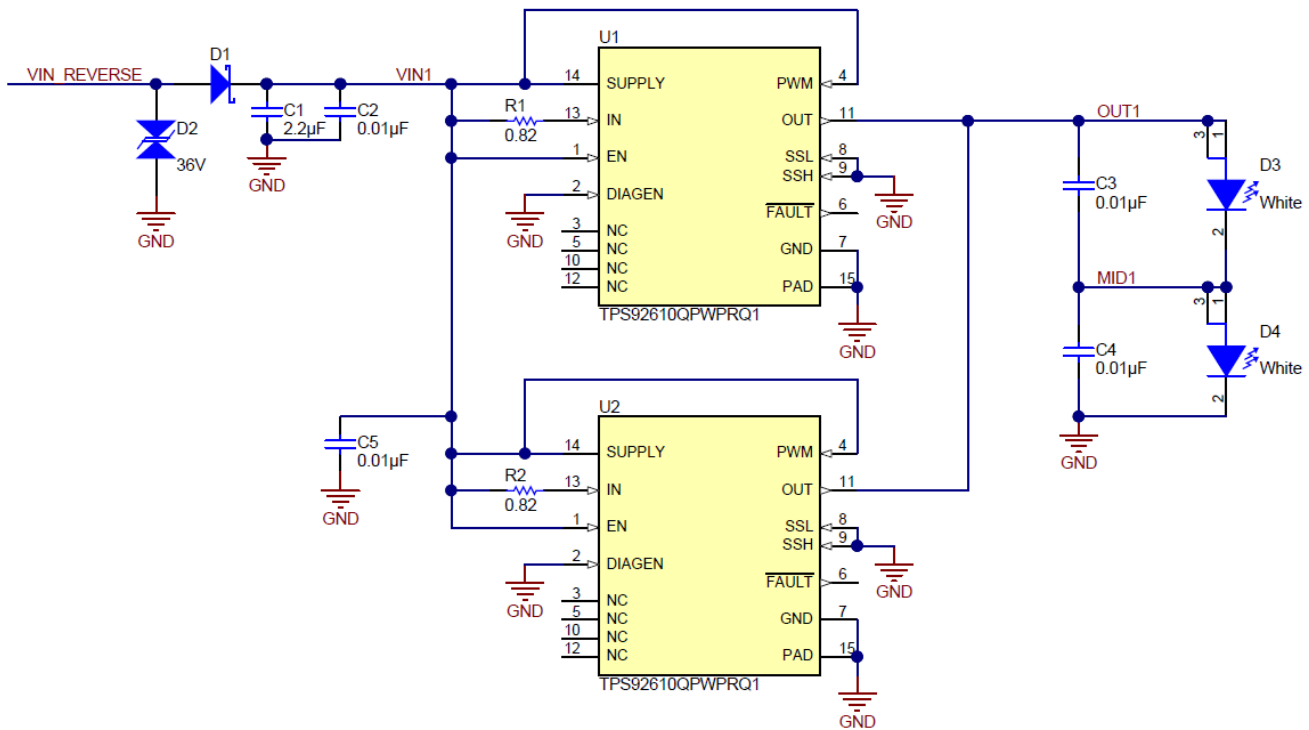 VIN_REVERSE
D1
D2
36V
GND
C1
2.2µF
C2
0.01µF
GND
VIN1
R1
0.82
GND
U1
14 SUPPLY PWM 4
13 IN OUT 11
1 EN SSL 8
SSH 9
2 DIAGEN
FAULT 6
3 NC
5 NC GND 7
10 NC
12 NC PAD 15
TPS92610QPWPRQ1
GND
GND
OUT1
3 1
C3
0.01µF
D3
White
2
MID1
3 1
C4
0.01µF
D4
White
2
GND
C5
0.01µF
GND
R2
0.82
GND
U2
14 SUPPLY PWM 4
13 IN OUT 11
1 EN SSL 8
SSH 9
2 DIAGEN
FAULT 6
3 NC
5 NC GND 7
10 NC
12 NC PAD 15
TPS92610QPWPRQ1
GND
GND